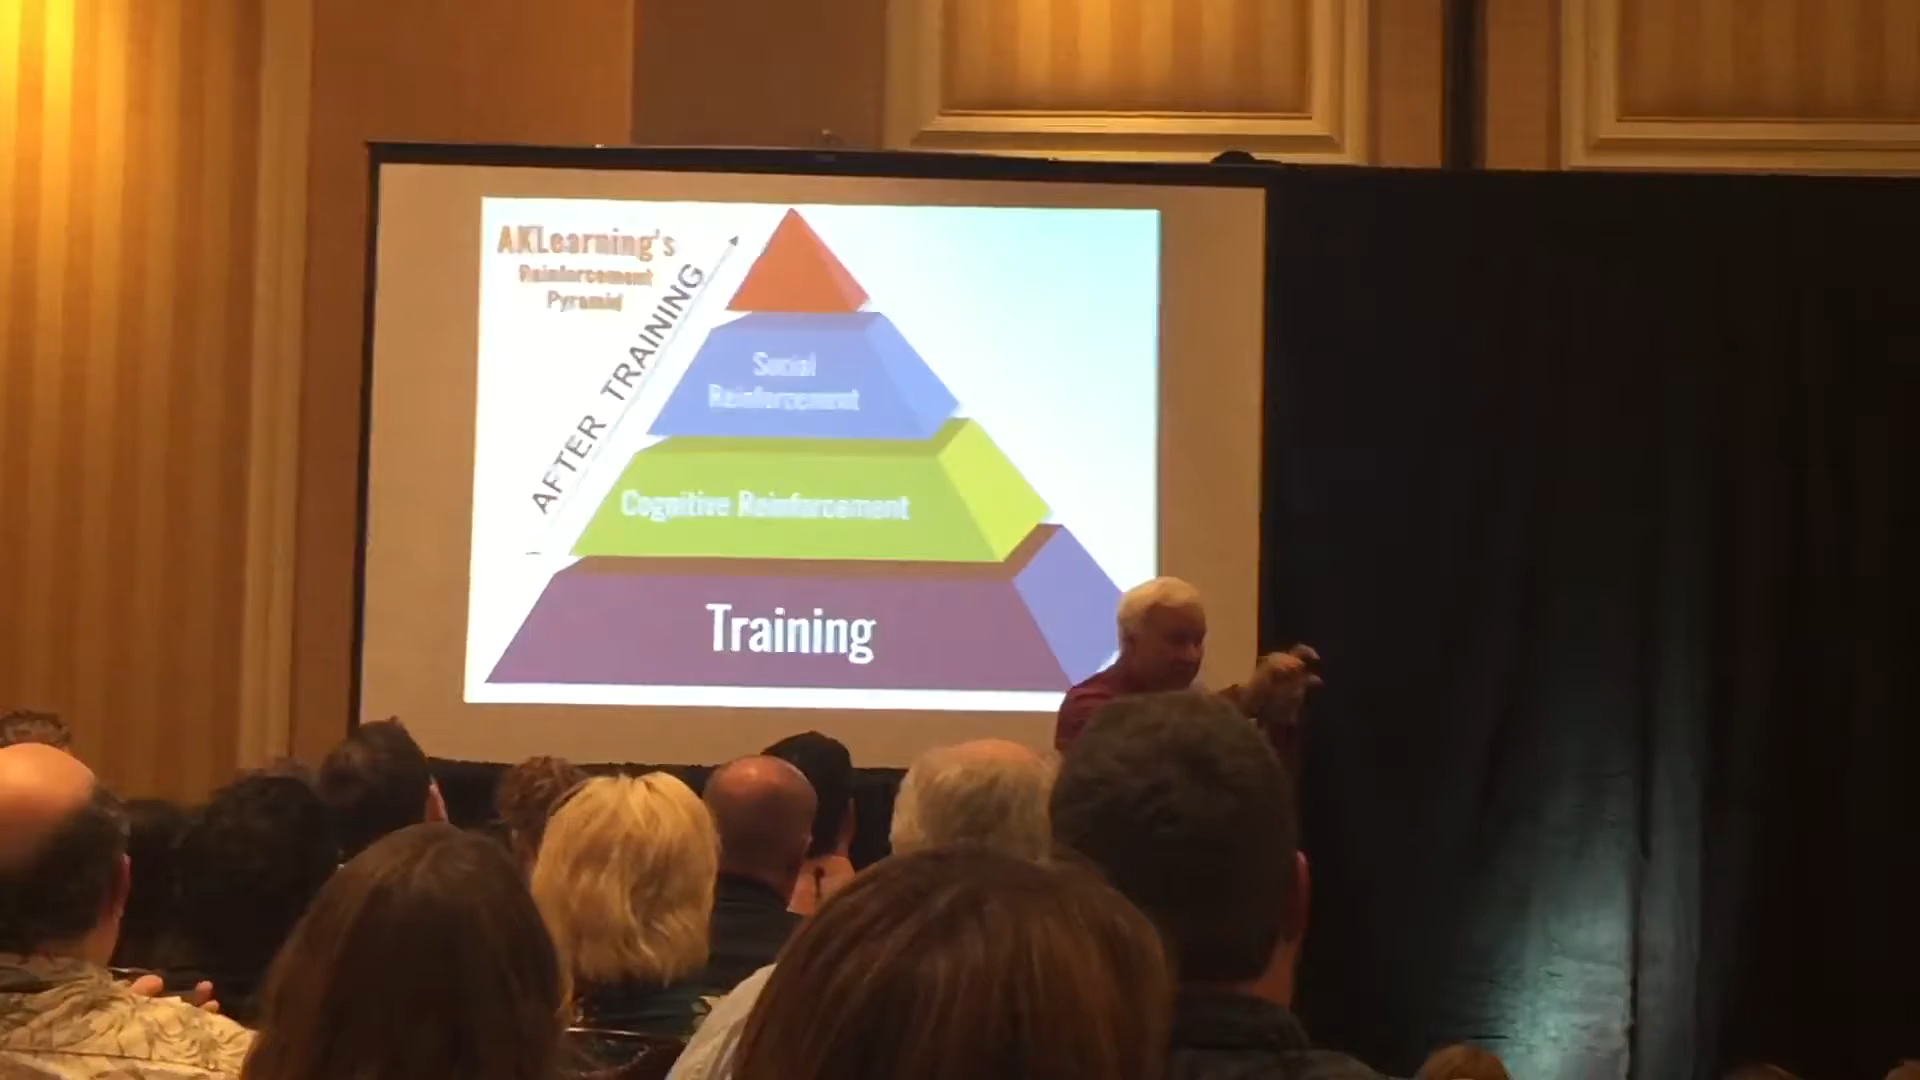 AKLearning's
Reinforcement
Pyramid
AFTER TRAINING
Social
Reinforcement
Cognitive Reinforcement
Training